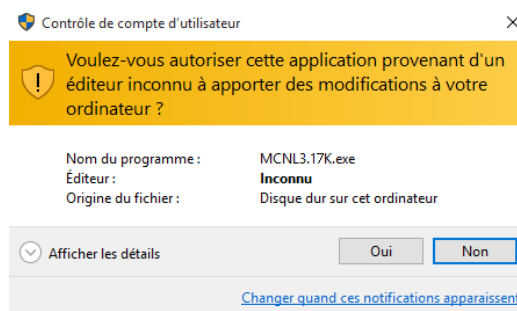 Contrôle de compte d'utilisateur
Voulez-vous autoriser cette application provenant d'un
éditeur inconnu à apporter des modifications à votre
ordinateur ?
Nom du programme : MCNL3.17K.exe
Éditeur : Inconnu
Origine du fichier : Disque dur sur cet ordinateur
Afficher les détails Oui Non
Changer quand ces notifications apparaissent